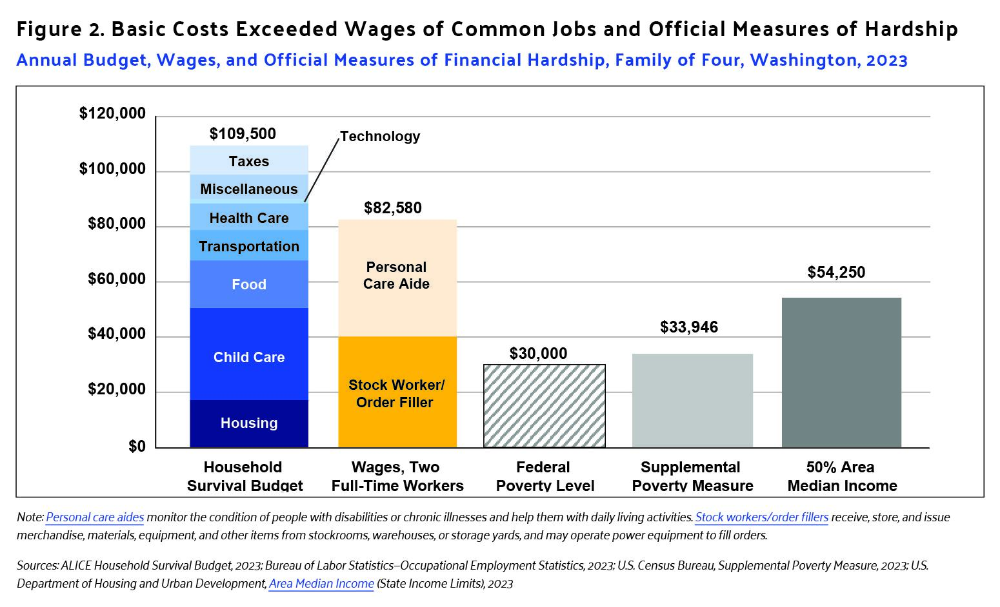 Figure 2. Basic Costs Exceeded Wages of Common Jobs and Official Measures of Hardship
Annual Budget, Wages, and Official Measures of Financial Hardship, Family of Four, Washington, 2023
$120,000
$100,000
$80,000
$60,000
$40,000
$20,000
$0
$109,500
Taxes
Miscellaneous
Technology
Health Care
Transportation
Food
Child Care
Housing
$82,580
Personal
Care Aide
Stock Worker/
Order Filler
$30,000
$33,946
$54,250
Household
Survival Budget
Wages, Two
Full-Time Workers
Federal
Poverty Level
Supplemental
Poverty Measure
50% Area
Median Income
Note: Personal care aides monitor the condition of people with disabilities or chronic illnesses and help them with daily living activities. Stock workers/order fillers receive, store, and issue
merchandise, materials, equipment, and other items from stockrooms, warehouses, or storage yards, and may operate power equipment to fill orders.
Sources: ALICE Household Survival Budget, 2023; Bureau of Labor Statistics–Occupational Employment Statistics, 2023; U.S. Census Bureau, Supplemental Poverty Measure, 2023; U.S.
Department of Housing and Urban Development, Area Median Income (State Income Limits), 2023